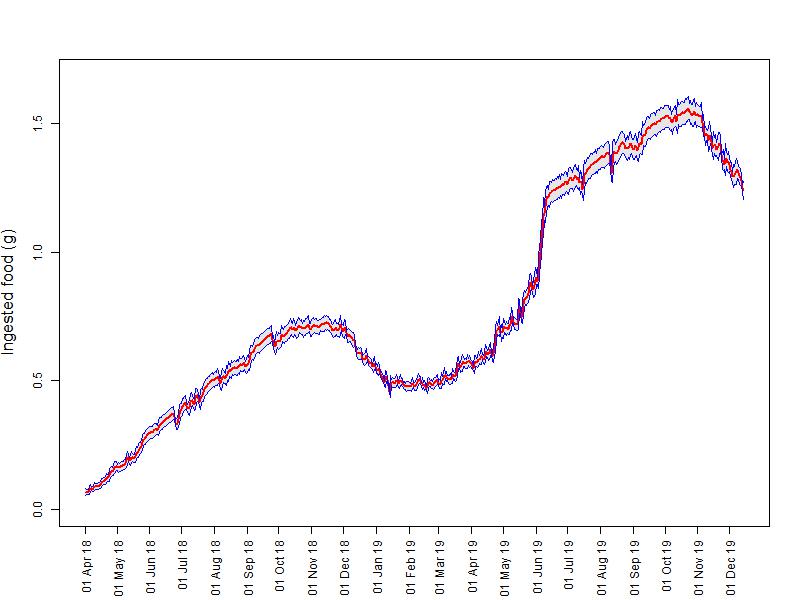 Ingested food (g)
1.5
1.0
0.5
0.0
01 Apr 18
01 May 18
01 Jun 18
01 Jul 18
01 Aug 18
01 Sep 18
01 Oct 18
01 Nov 18
01 Dec 18
01 Jan 19
01 Feb 19
01 Mar 19
01 Apr 19
01 May 19
01 Jun 19
01 Jul 19
01 Aug 19
01 Sep 19
01 Oct 19
01 Nov 19
01 Dec 19